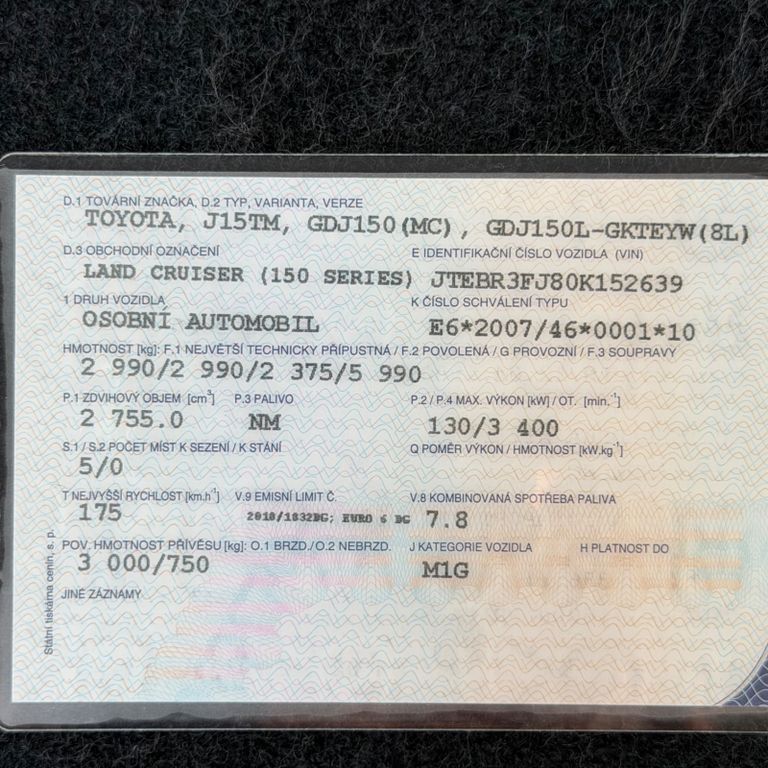 D.1 TOVÁRNÍ ZNAČKA, D.2 TYP, VARIANTA, VERZE
TOYOTA, J15TM, GDJ150(MC), GDJ150L-GKTEYW(8L)
D.3 OBCHODNÍ OZNAČENÍ E IDENTIFIKAČNÍ ČÍSLO VOZIDLA (VIN)
LAND CRUISER (150 SERIES) JTEBR3FJ80K152639
1 DRUH VOZIDLA K ČÍSLO SCHVÁLENÍ TYPU
OSOBNÍ AUTOMOBIL E6*2007/46*0001*10
HMOTNOST [kg]: F.1 NEJVĚTŠÍ TECHNICKY PŘÍPUSTNÁ / F.2 POVOLENÁ / G PROVOZNÍ / F.3 SOUPRAVY
2 990/2 990/2 375/5 990
P.1 ZDVIHOVÝ OBJEM [cm³] P.3 PALIVO P.2 / P.4 MAX. VÝKON [kW] / OT. [min.⁻¹]
2 755.0 NM 130/3 400
S.1 / S.2 POČET MÍST K SEZENÍ / K STÁNÍ Q POMĚR VÝKON / HMOTNOST [kW.kg⁻¹]
5/0
T NEJVYŠŠÍ RYCHLOST [km.h⁻¹] V.9 EMISNÍ LIMIT Č. V.8 KOMBINOVANÁ SPOTŘEBA PALIVA
175 2018/1832DG; EURO 6 DG 7.8
POV. HMOTNOST PŘÍVĚSU [kg]: O.1 BRZD./O.2 NEBRZD. J KATEGORIE VOZIDLA H PLATNOST DO
3 000/750 M1G
JINÉ ZÁZNAMY
Státní tiskárna cenin, s. p.